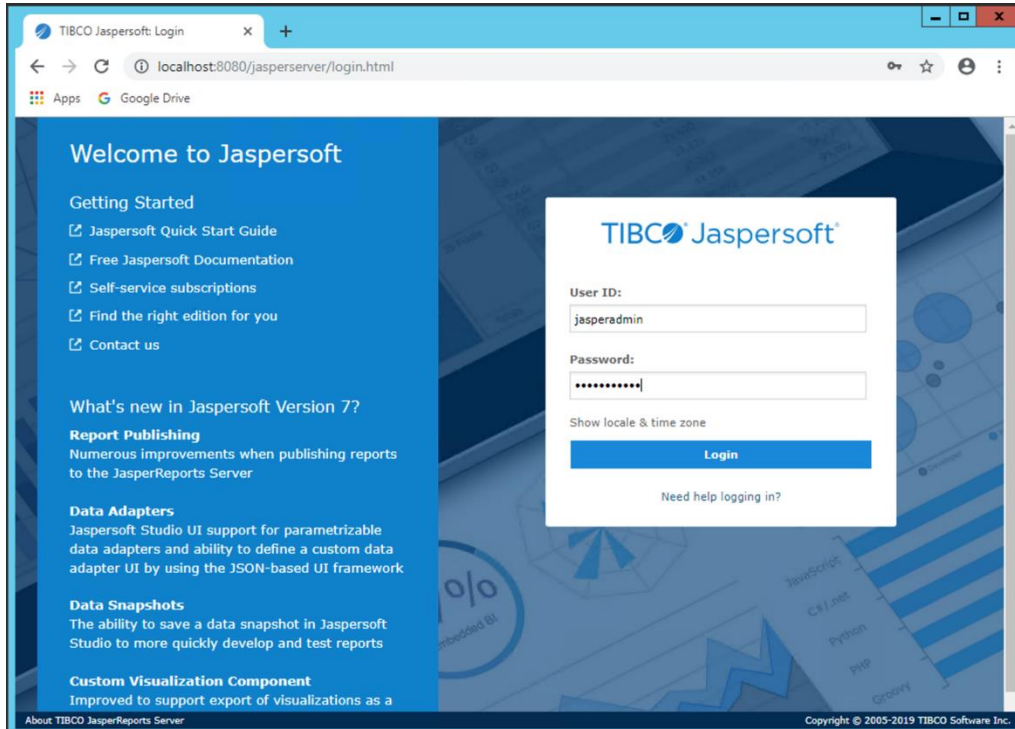 TIBCO Jaspersoft: Login
localhost:8080/jasperserver/login.html
Apps
Google Drive
Welcome to Jaspersoft
Getting Started
Jaspersoft Quick Start Guide
Free Jaspersoft Documentation
Self-service subscriptions
Find the right edition for you
Contact us
What's new in Jaspersoft Version 7?
Report Publishing
Numerous improvements when publishing reports
to the JasperReports Server
Data Adapters
Jaspersoft Studio UI support for parametrizable
data adapters and ability to define a custom data
adapter UI by using the JSON-based UI framework
Data Snapshots
The ability to save a data snapshot in Jaspersoft
Studio to more quickly develop and test reports
Custom Visualization Component
Improved to support export of visualizations as a
TIBCO Jaspersoft
User ID:
jasperadmin
Password:
•••••••••••
Show locale & time zone
Login
Need help logging in?
Developer
JavaScript
C#/.net
Python
PHP
Groovy
%
Embedded BI
About TIBCO JasperReports Server
Copyright © 2005-2019 TIBCO Software Inc.